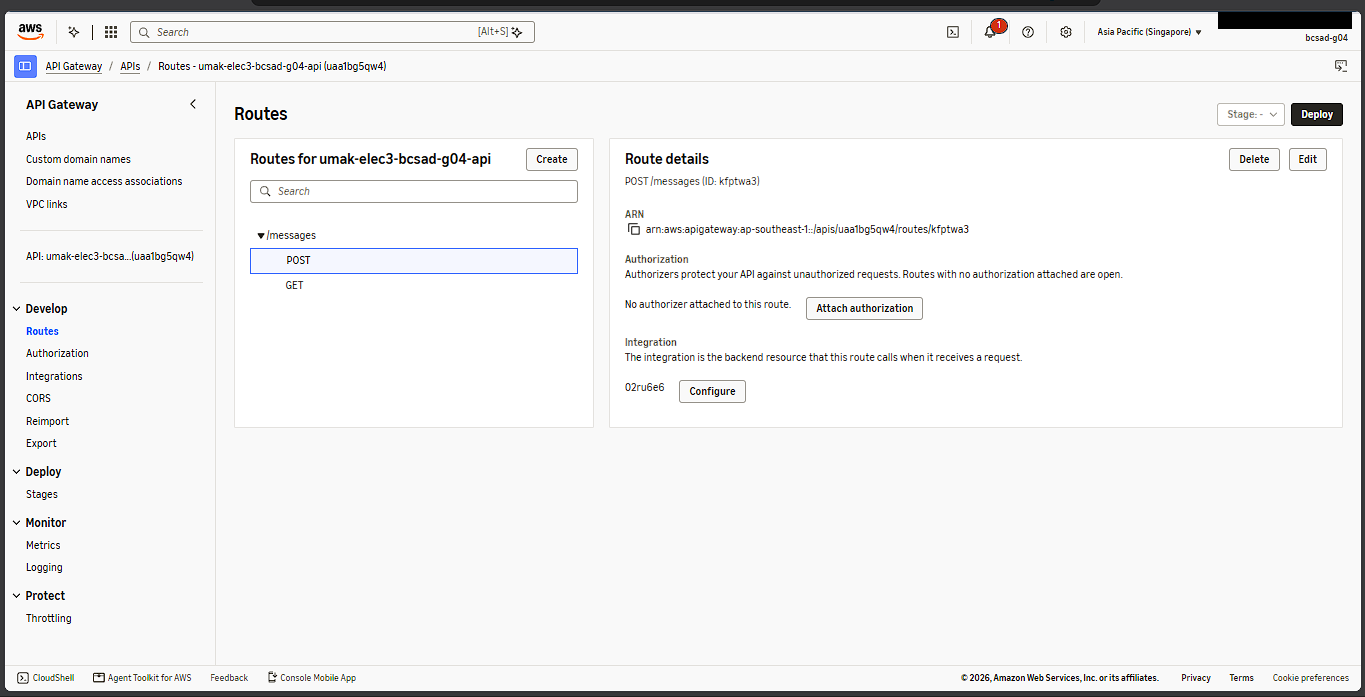 aws
Search [Alt+S]
1
Asia Pacific (Singapore) ▼
bcsad-g04
API Gateway / APIs / Routes - umak-elec3-bcsad-g04-api (uaa1bg5qw4)
API Gateway
APIs
Custom domain names
Domain name access associations
VPC links
API: umak-elec3-bcsa...(uaa1bg5qw4)
Develop
Routes
Authorization
Integrations
CORS
Reimport
Export
Deploy
Stages
Monitor
Metrics
Logging
Protect
Throttling
Routes
Stage: -
Deploy
Routes for umak-elec3-bcsad-g04-api
Create
Search
▼ /messages
POST
GET
Route details
Delete
Edit
POST /messages (ID: kfptwa3)
ARN
arn:aws:apigateway:ap-southeast-1::/apis/uaa1bg5qw4/routes/kfptwa3
Authorization
Authorizers protect your API against unauthorized requests. Routes with no authorization attached are open.
No authorizer attached to this route.
Attach authorization
Integration
The integration is the backend resource that this route calls when it receives a request.
02ru6e6
Configure
CloudShell
Agent Toolkit for AWS
Feedback
Console Mobile App
© 2026, Amazon Web Services, Inc. or its affiliates.
Privacy
Terms
Cookie preferences